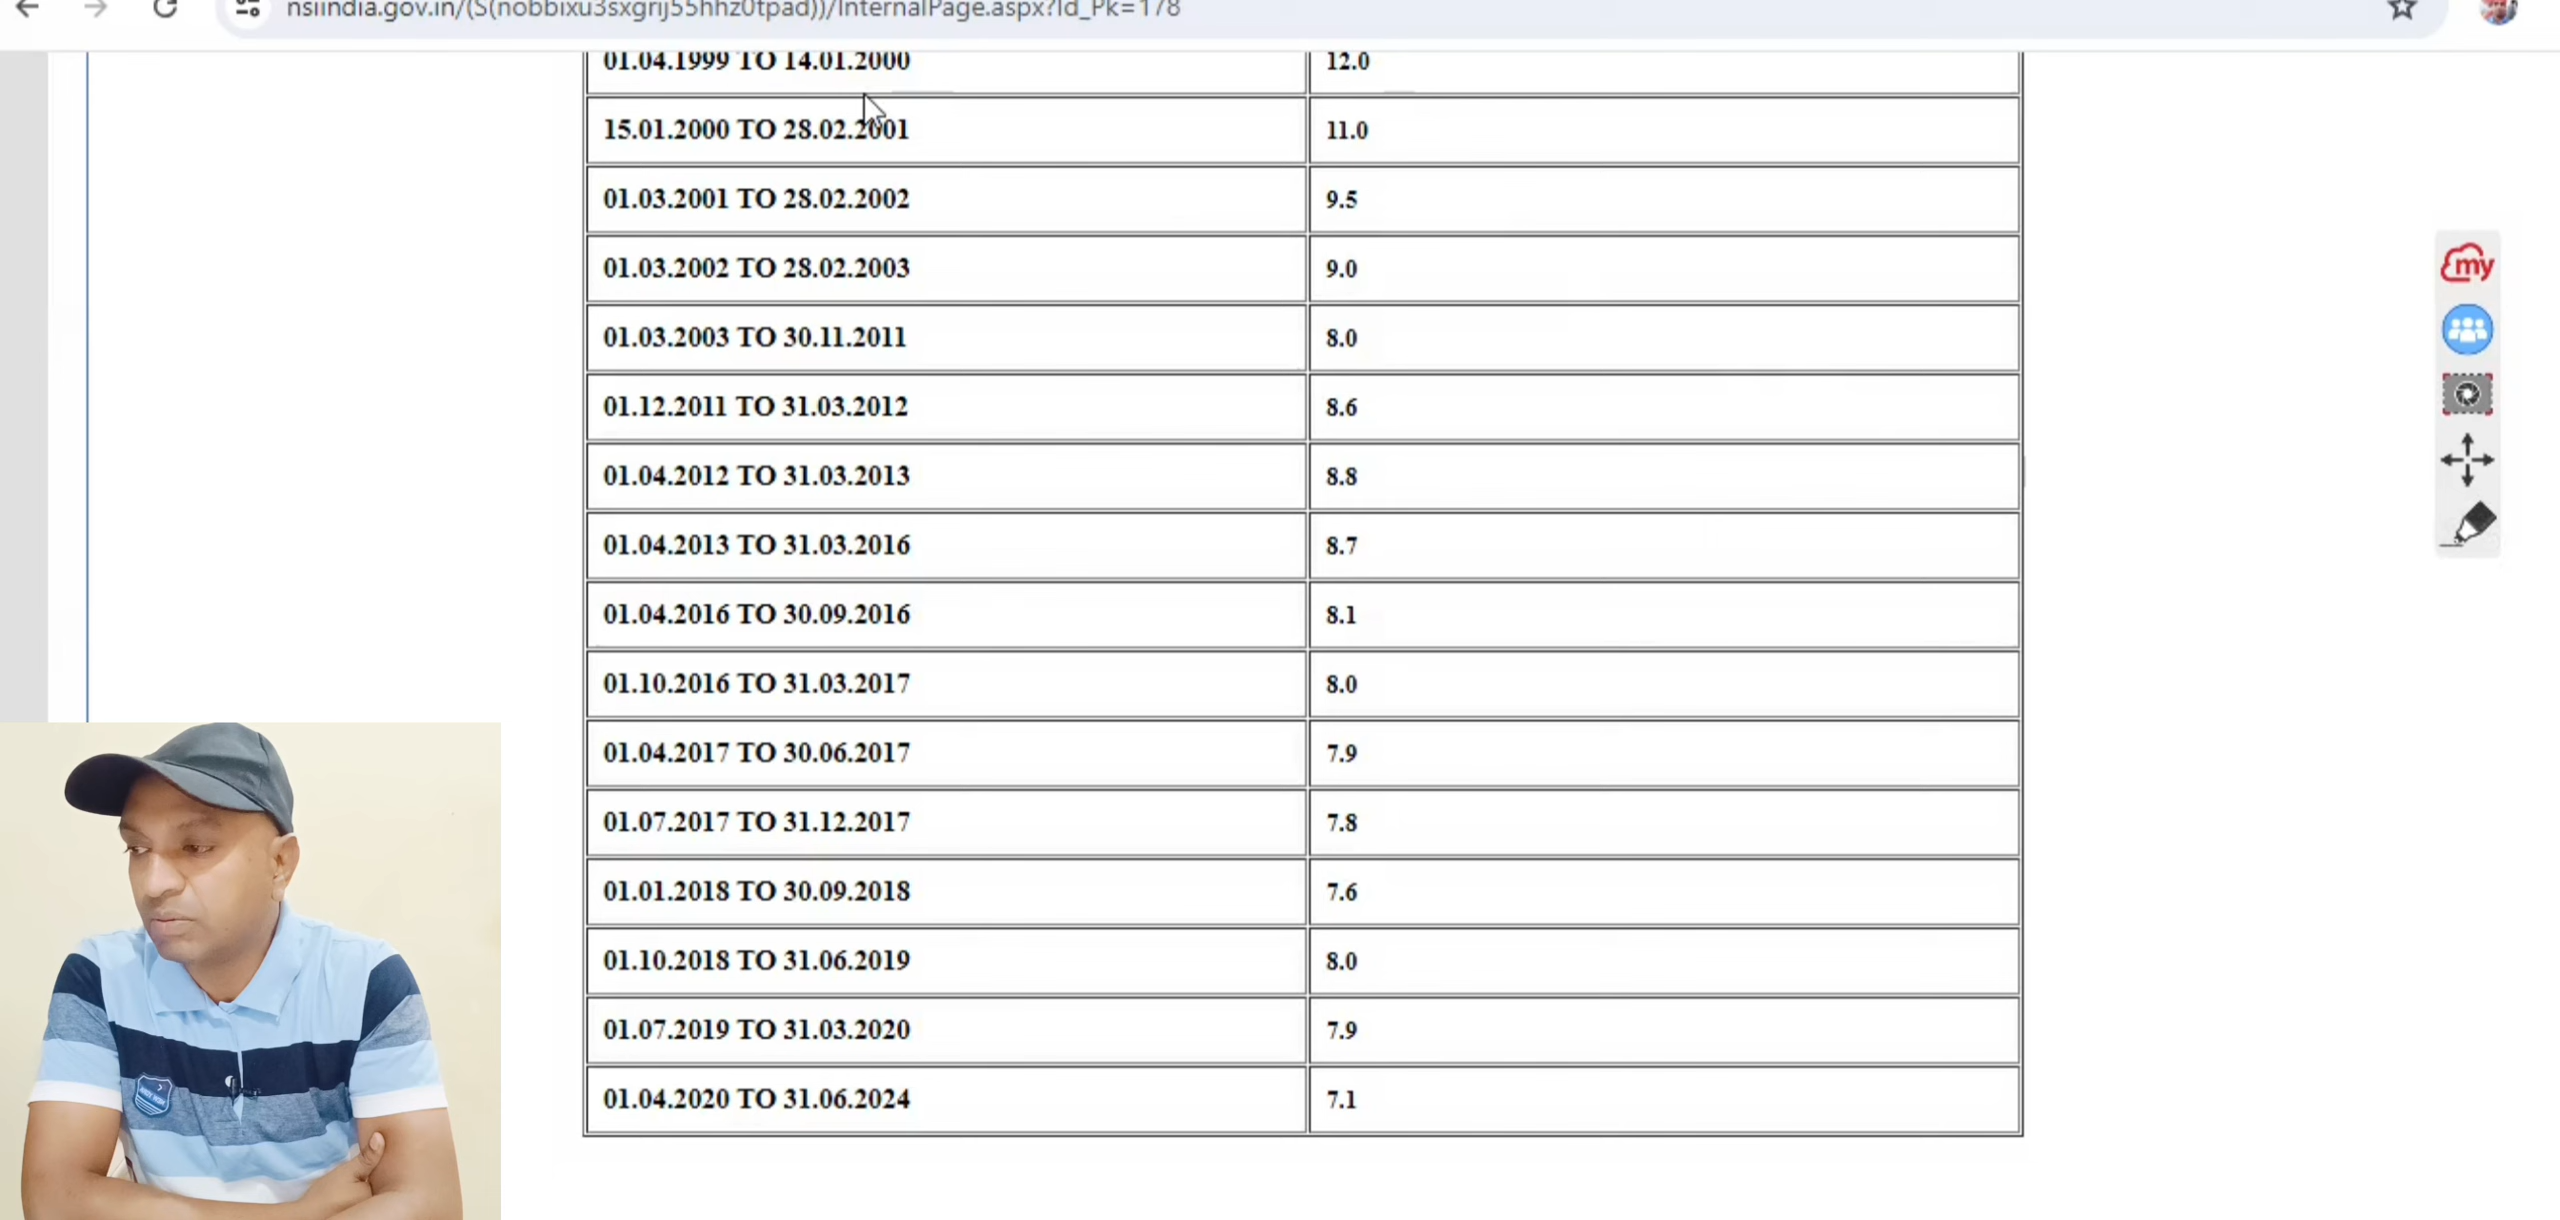 nsiindia.gov.in/(S(nobbixu3sxgrij55hhz0tpad))/InternalPage.aspx?Id_Pk=178
01.04.1999 TO 14.01.2000 12.0
15.01.2000 TO 28.02.2001 11.0
01.03.2001 TO 28.02.2002 9.5
01.03.2002 TO 28.02.2003 9.0
01.03.2003 TO 30.11.2011 8.0
01.12.2011 TO 31.03.2012 8.6
01.04.2012 TO 31.03.2013 8.8
01.04.2013 TO 31.03.2016 8.7
01.04.2016 TO 30.09.2016 8.1
01.10.2016 TO 31.03.2017 8.0
01.04.2017 TO 30.06.2017 7.9
01.07.2017 TO 31.12.2017 7.8
01.01.2018 TO 30.09.2018 7.6
01.10.2018 TO 31.06.2019 8.0
01.07.2019 TO 31.03.2020 7.9
01.04.2020 TO 31.06.2024 7.1
my